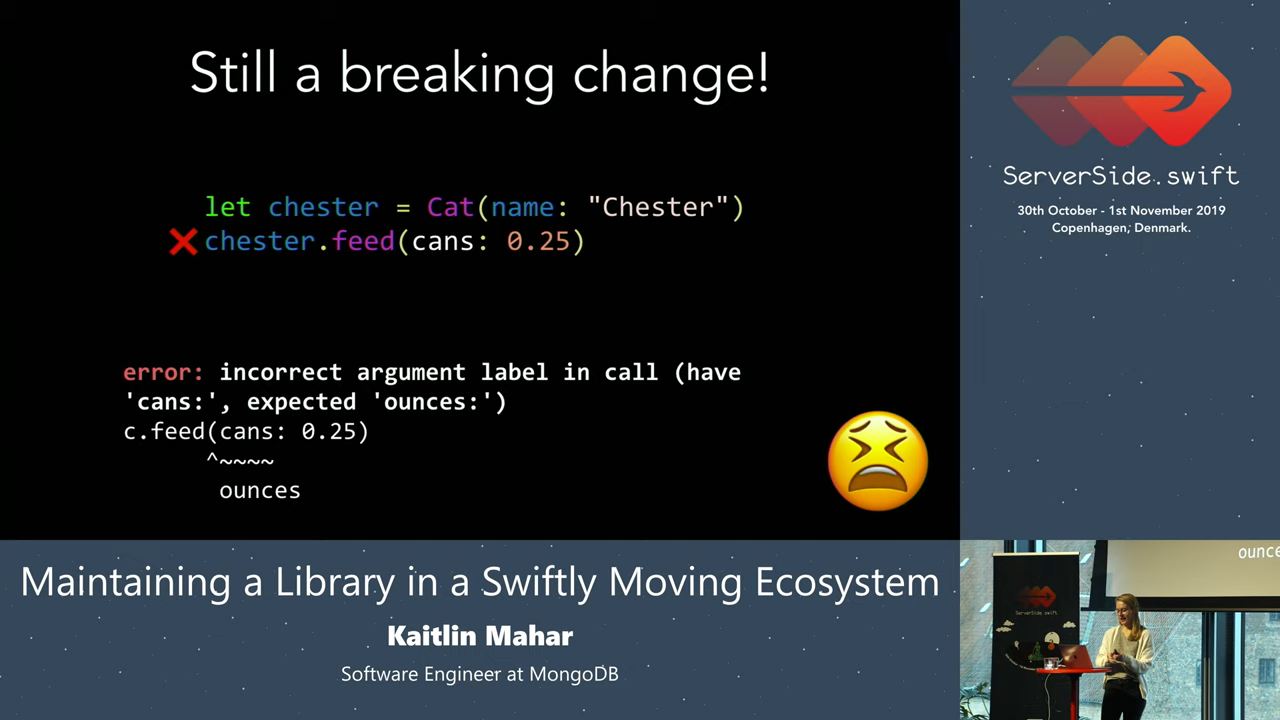 Still a breaking change!
let chester = Cat(name: "Chester")
❌chester.feed(cans: 0.25)
error: incorrect argument label in call (have
'cans:', expected 'ounces:')
c.feed(cans: 0.25)
^~~~~
ounces
ServerSide.swift
30th October - 1st November 2019
Copenhagen, Denmark.
Maintaining a Library in a Swiftly Moving Ecosystem
Kaitlin Mahar
Software Engineer at MongoDB
ounce
ServerSide.swift